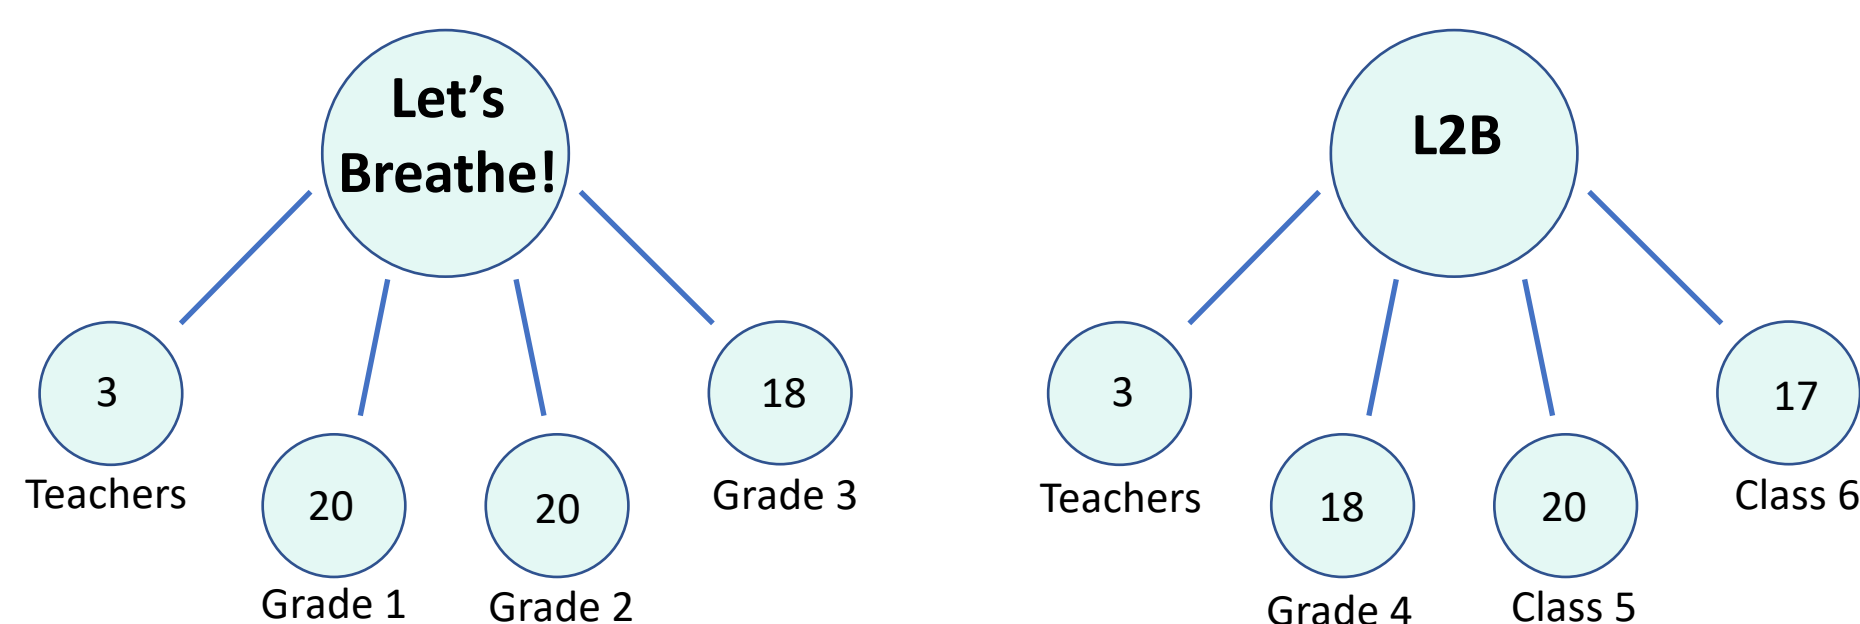 Let's
Breathe!
3
Teachers
20
Grade 1
20
Grade 2
18
Grade 3
L2B
3
Teachers
18
Grade 4
20
Class 5
17
Class 6